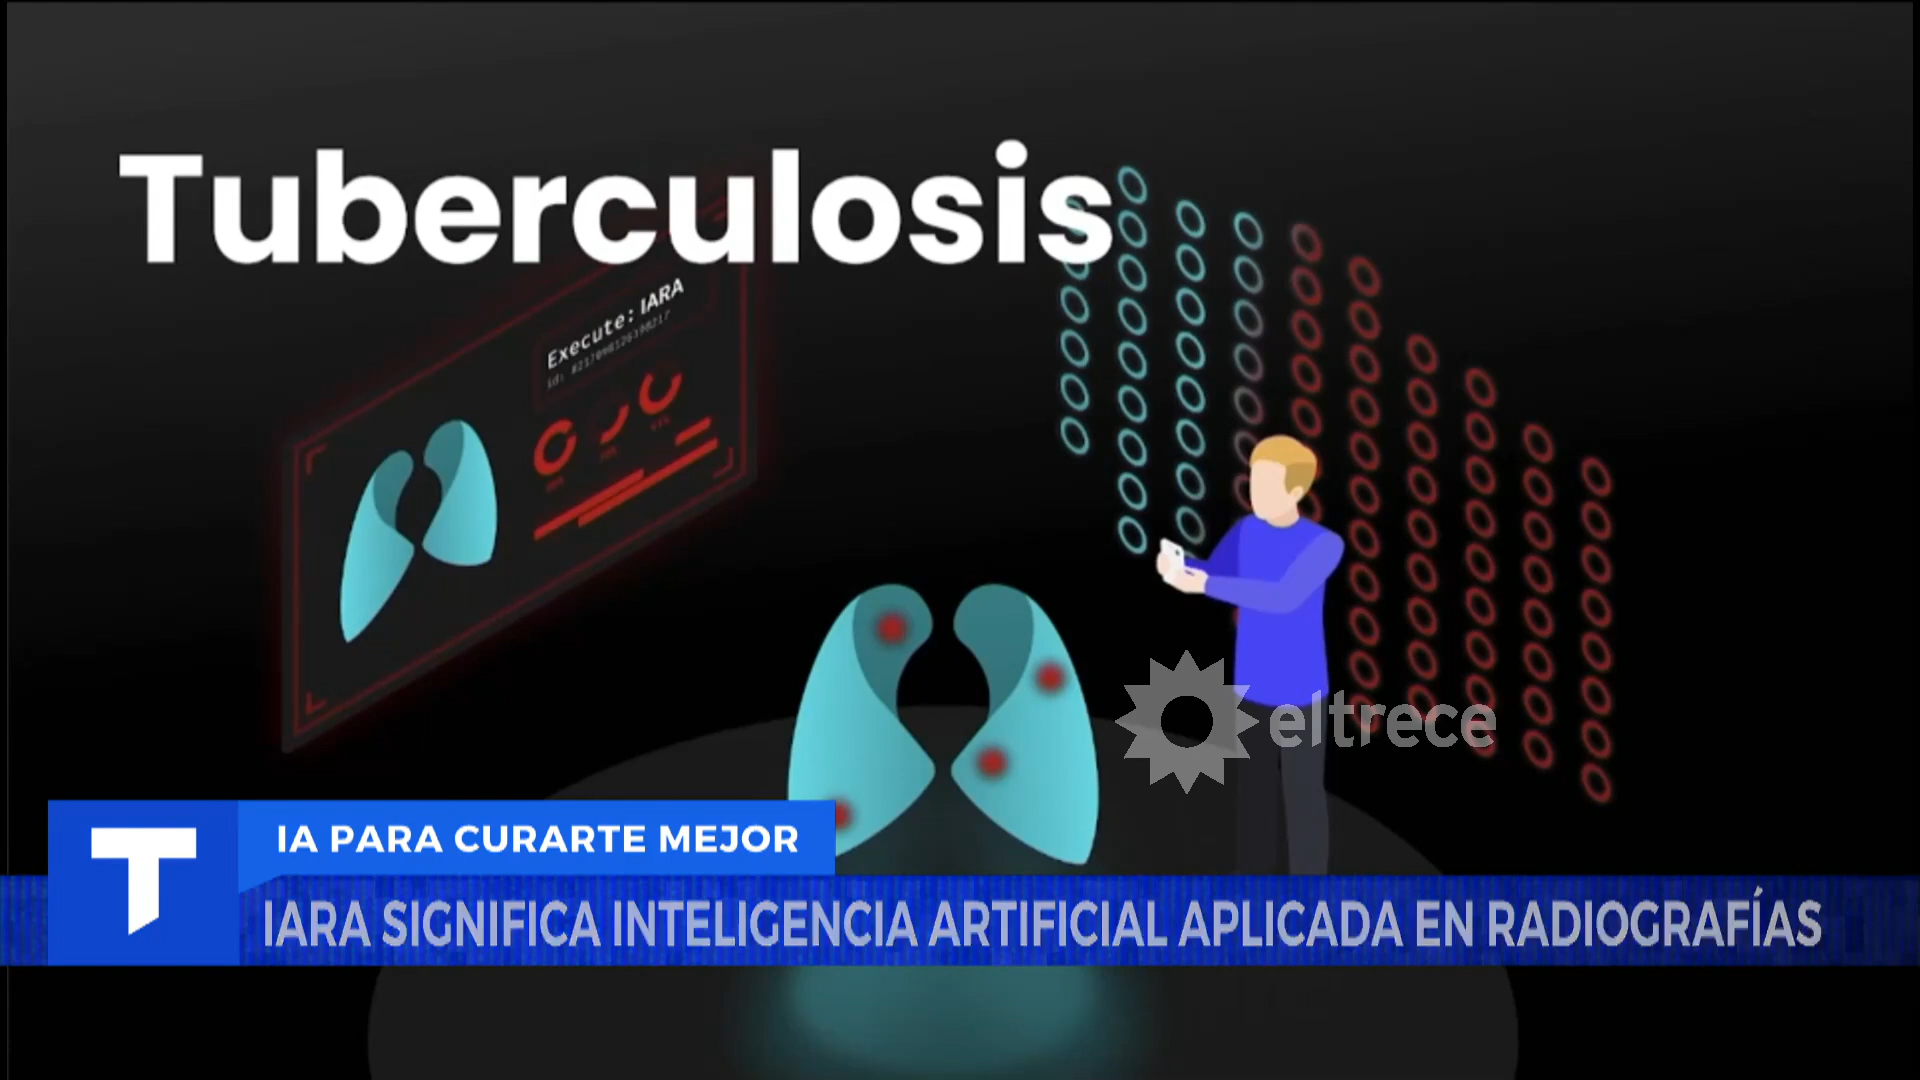 Tuberculosis
Execute: IARA
eltrece
T
IA PARA CURARTE MEJOR
IARA SIGNIFICA INTELIGENCIA ARTIFICIAL APLICADA EN RADIOGRAFÍAS